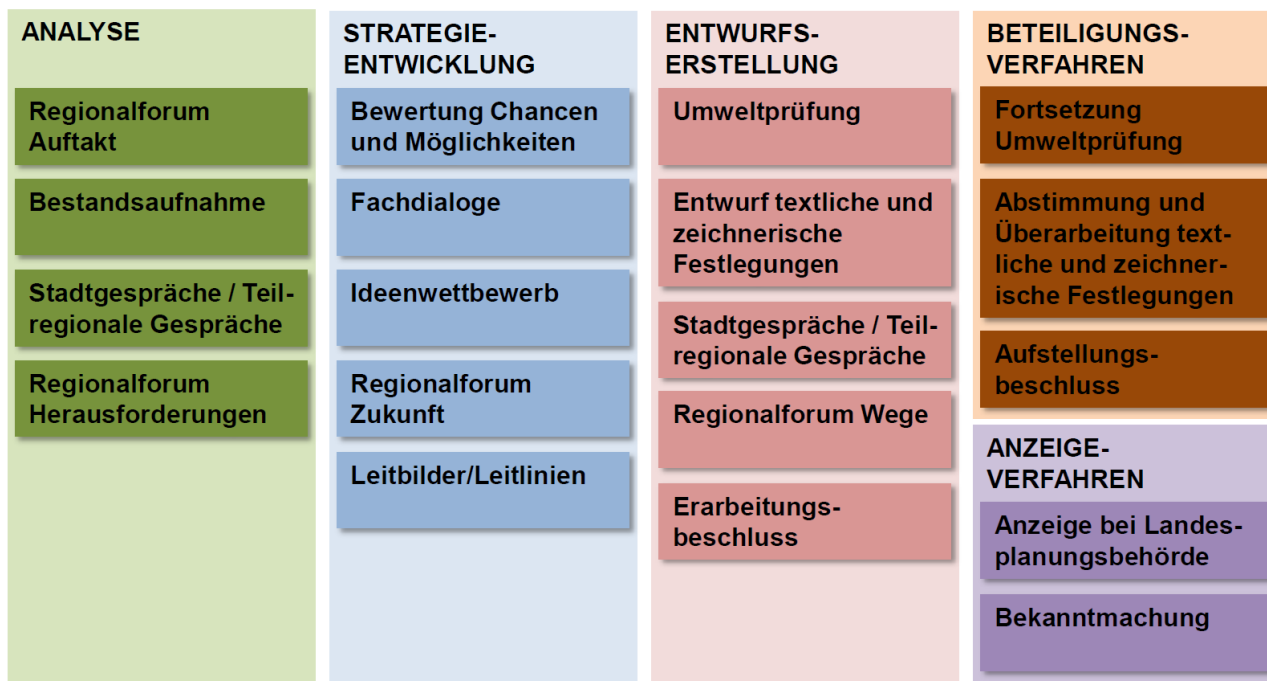 ANALYSE
Regionalforum
Auftakt
Bestandsaufnahme
Stadtgespräche / Teil-
regionale Gespräche
Regionalforum
Herausforderungen
STRATEGIE-
ENTWICKLUNG
Bewertung Chancen
und Möglichkeiten
Fachdialoge
Ideenwettbewerb
Regionalforum
Zukunft
Leitbilder/Leitlinien
ENTWURFS-
ERSTELLUNG
Umweltprüfung
Entwurf textliche und
zeichnerische
Festlegungen
Stadtgespräche / Teil-
regionale Gespräche
Regionalforum Wege
Erarbeitungs-
beschluss
BETEILIGUNGS-
VERFAHREN
Fortsetzung
Umweltprüfung
Abstimmung und
Überarbeitung text-
liche und zeichner-
ische Festlegungen
Aufstellungs-
beschluss
ANZEIGE-
VERFAHREN
Anzeige bei Landes-
planungsbehörde
Bekanntmachung